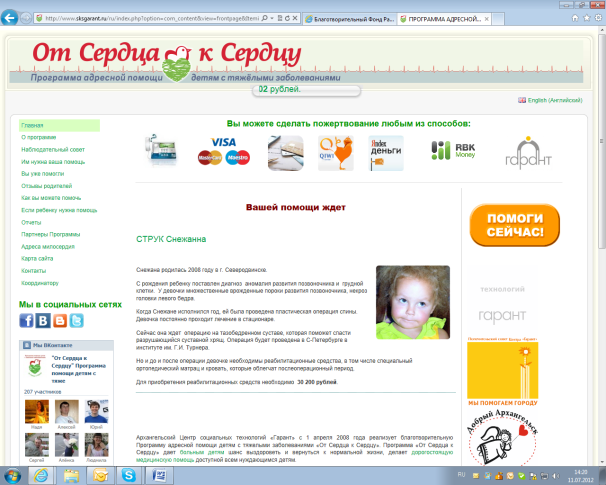 http://www.sksgarant.ru/ru/index.php?option=com_content&view=frontpage&Itemi
Благотворительный Фонд Ра...
ПРОГРАММА АДРЕСНОЙ...
От Сердца к Сердцу
Программа адресной помощи детям с тяжёлыми заболеваниями
02 рублей.
English (Английский)
Главная
О программе
Наблюдательный совет
Им нужна ваша помощь
Вы уже помогли
Отзывы родителей
Как вы можете помочь
Если ребенку нужна помощь
Отчеты
Партнеры Программы
Адреса милосердия
Карта сайта
Контакты
Координатору
Мы в социальных сетях
Мы ВКонтакте
"От Сердца к
Сердцу" Программа
помощи детям с
тяже
207 участников
Надя Алексей Юрий
Сергей Алёнка Людмила
Вы можете сделать пожертвование любым из способов:
VISA
MasterCard Maestro
QIWI
Яndex
деньги
RBK
Money
гарант
Вашей помощи ждет
СТРУК Снежанна
Снежана родилась 2008 году в г. Северодвинске.
С рождения ребенку поставлен диагноз аномалия развития позвоночника и грудной
клетки. У девочки множественные врожденные пороки развития позвоночника, некроз
головки левого бедра.
Когда Снежане исполнился год, ей была проведена пластическая операция спины.
Девочка постоянно проходит лечение в стационаре.
Сейчас она ждет операцию на тазобедренном суставе, которая поможет спасти
разрушающийся суставной хрящ. Операция будет проведена в С-Петербурге в
институте им. Г.И. Турнера.
Но и до и после операции девочке необходимы реабилитационные средства, в том числе специальный
ортопедический матрац и кровать, которые облегчат послеоперационный период.
Для приобретения реабилитационных средств необходимо 30 200 рублей
Архангельский Центр социальных технологий «Гарант» с 1 апреля 2008 года реализует благотворительную
Программу адресной помощи детям с тяжелыми заболеваниями «От Сердца к Сердцу». Программа «От Сердца к
Сердцу» дает больным детям шанс выздороветь и вернуться к нормальной жизни, делает дорогостоящую
медицинскую помощь доступной всем нуждающимся детям.
ПОМОГИ
СЕЙЧАС!
технологий
гарант
МЫ ПОМОГАЕМ ГОРОДУ
Добрый Архангельск
RU
14:20
11.07.2012